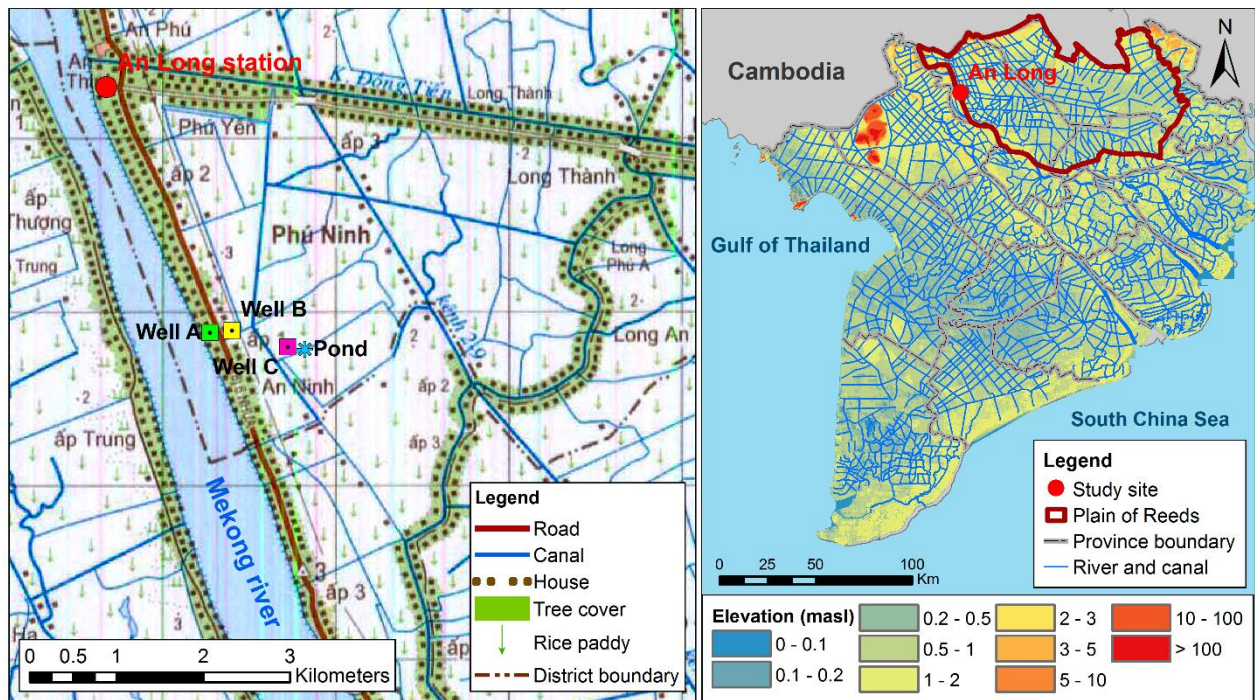 An Phú
An Long station
K. Đồng Tiến
Long Thành
Phú Yên
ấp 3
ấp 2
Long Thành
ấp
Thượng
Trung
Phú Ninh
Long
Phú A
kênh 2/9
Long An
Well B
Well A
ấp
Pond
Well C
An Ninh
ấp 2
ấp Trung
ấp 3
Mekong river
3
ấp 3
Legend
Road
Canal
House
Tree cover
Rice paddy
District boundary
0 0.5 1 2 3
Kilometers
N
Cambodia
An Long
Gulf of Thailand
South China Sea
Legend
Study site
Plain of Reeds
Province boundary
River and canal
0 25 50 100
Km
Elevation (masl)
0 - 0.1
0.1 - 0.2
0.2 - 0.5
0.5 - 1
1 - 2
2 - 3
3 - 5
5 - 10
10 - 100
> 100